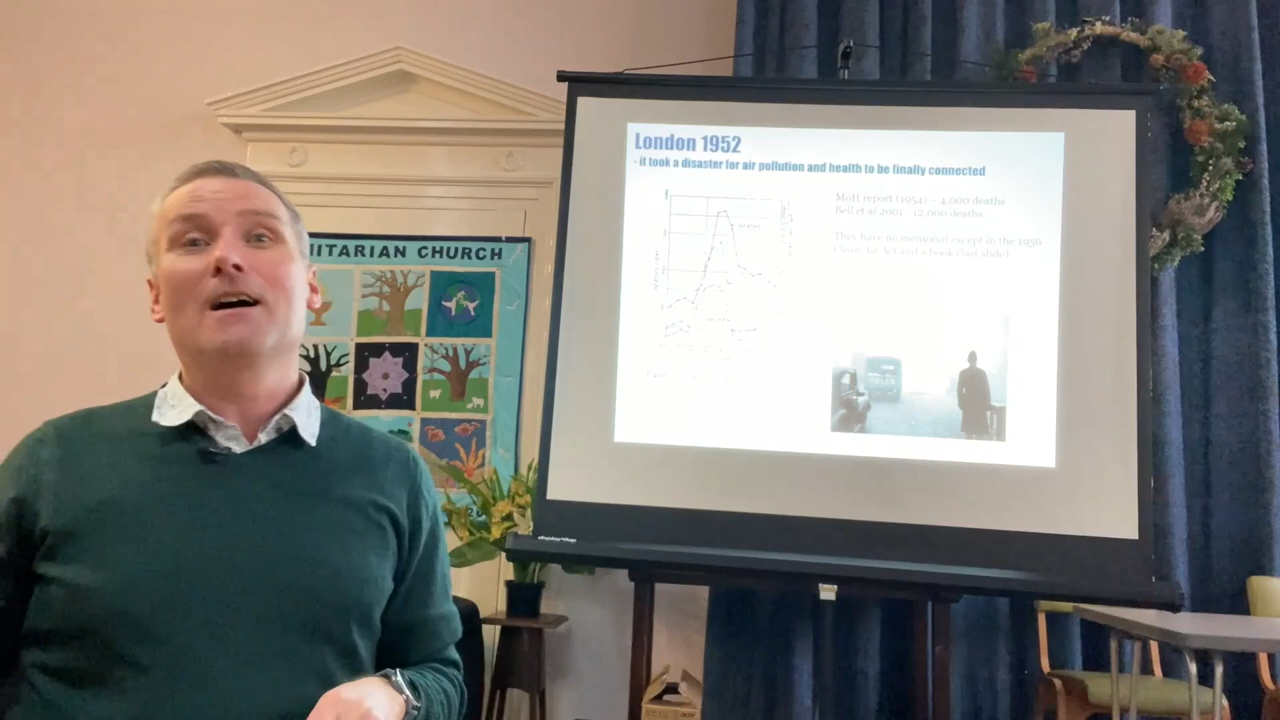 NITARIAN CHURCH
London 1952
- it took a disaster for air pollution and health to be finally connected
MoH report (1954) - 4,000 deaths
Bell et al 2001 - 12,000 deaths
They have no memorial except in the 1956
Clean Air Act and a book (last slide)